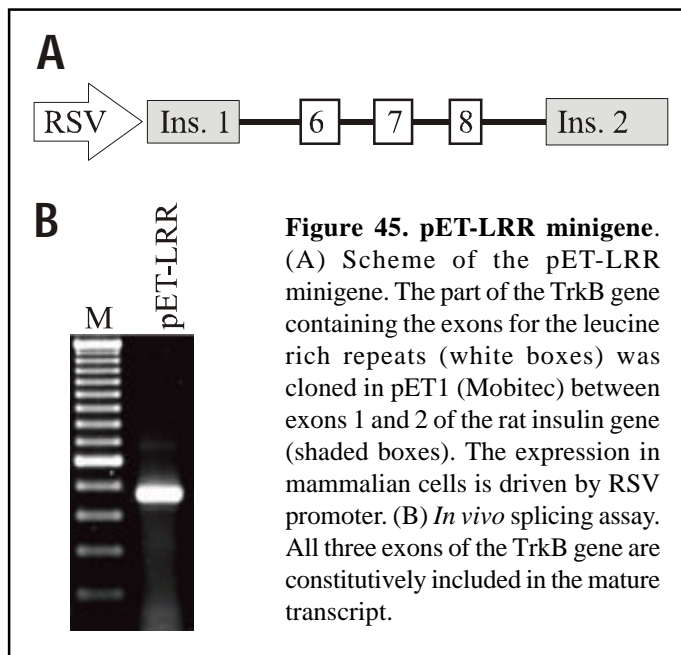 A
RSV Ins. 1 6 7 8 Ins. 2
B
M pET-LRR
Figure 45. pET-LRR minigene.
(A) Scheme of the pET-LRR
minigene. The part of the TrkB gene
containing the exons for the leucine
rich repeats (white boxes) was
cloned in pET1 (Mobitec) between
exons 1 and 2 of the rat insulin gene
(shaded boxes). The expression in
mammalian cells is driven by RSV
promoter. (B) In vivo splicing assay.
All three exons of the TrkB gene are
constitutively included in the mature
transcript.